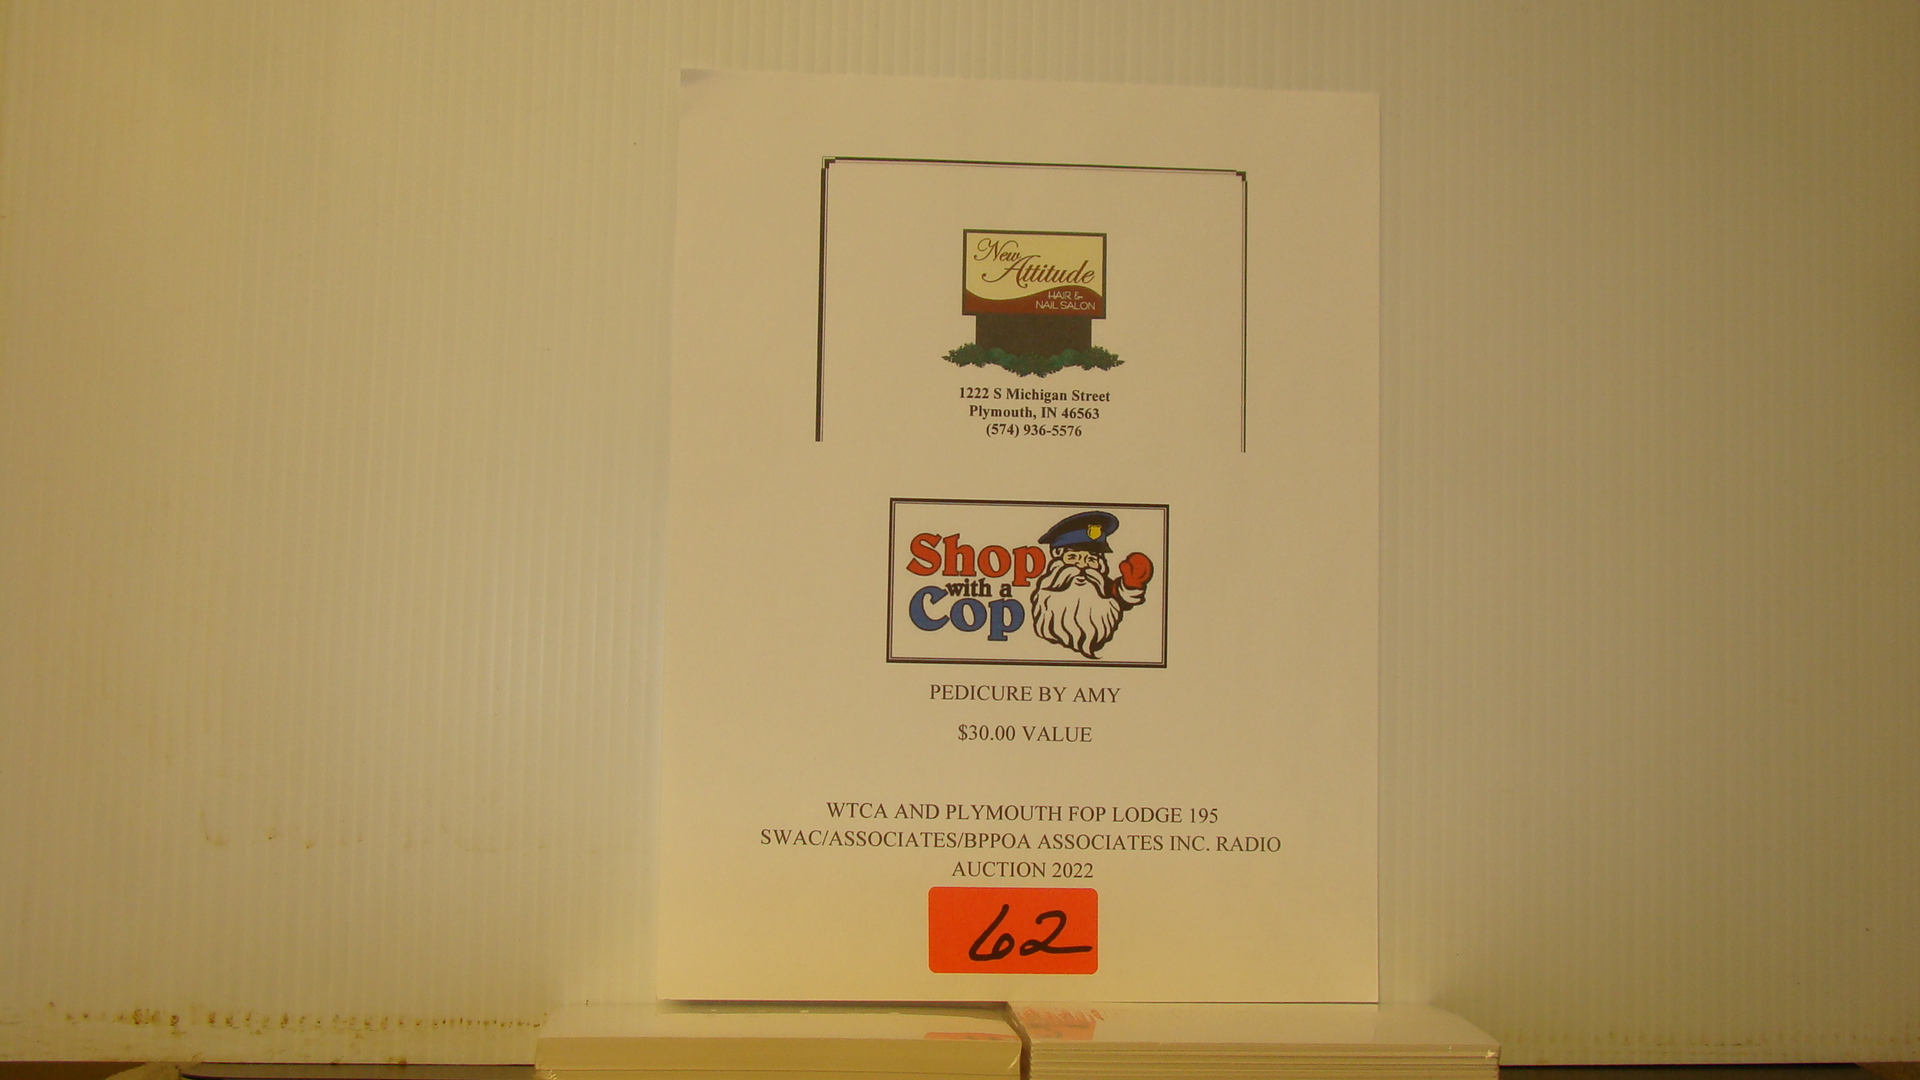 New
Attitude
HAIR &
NAIL SALON
1222 S Michigan Street
Plymouth, IN 46563
(574) 936-5576
Shop
with a
Cop
PEDICURE BY AMY
$30.00 VALUE
WTCA AND PLYMOUTH FOP LODGE 195
SWAC/ASSOCIATES/BPPOA ASSOCIATES INC. RADIO
AUCTION 2022
62